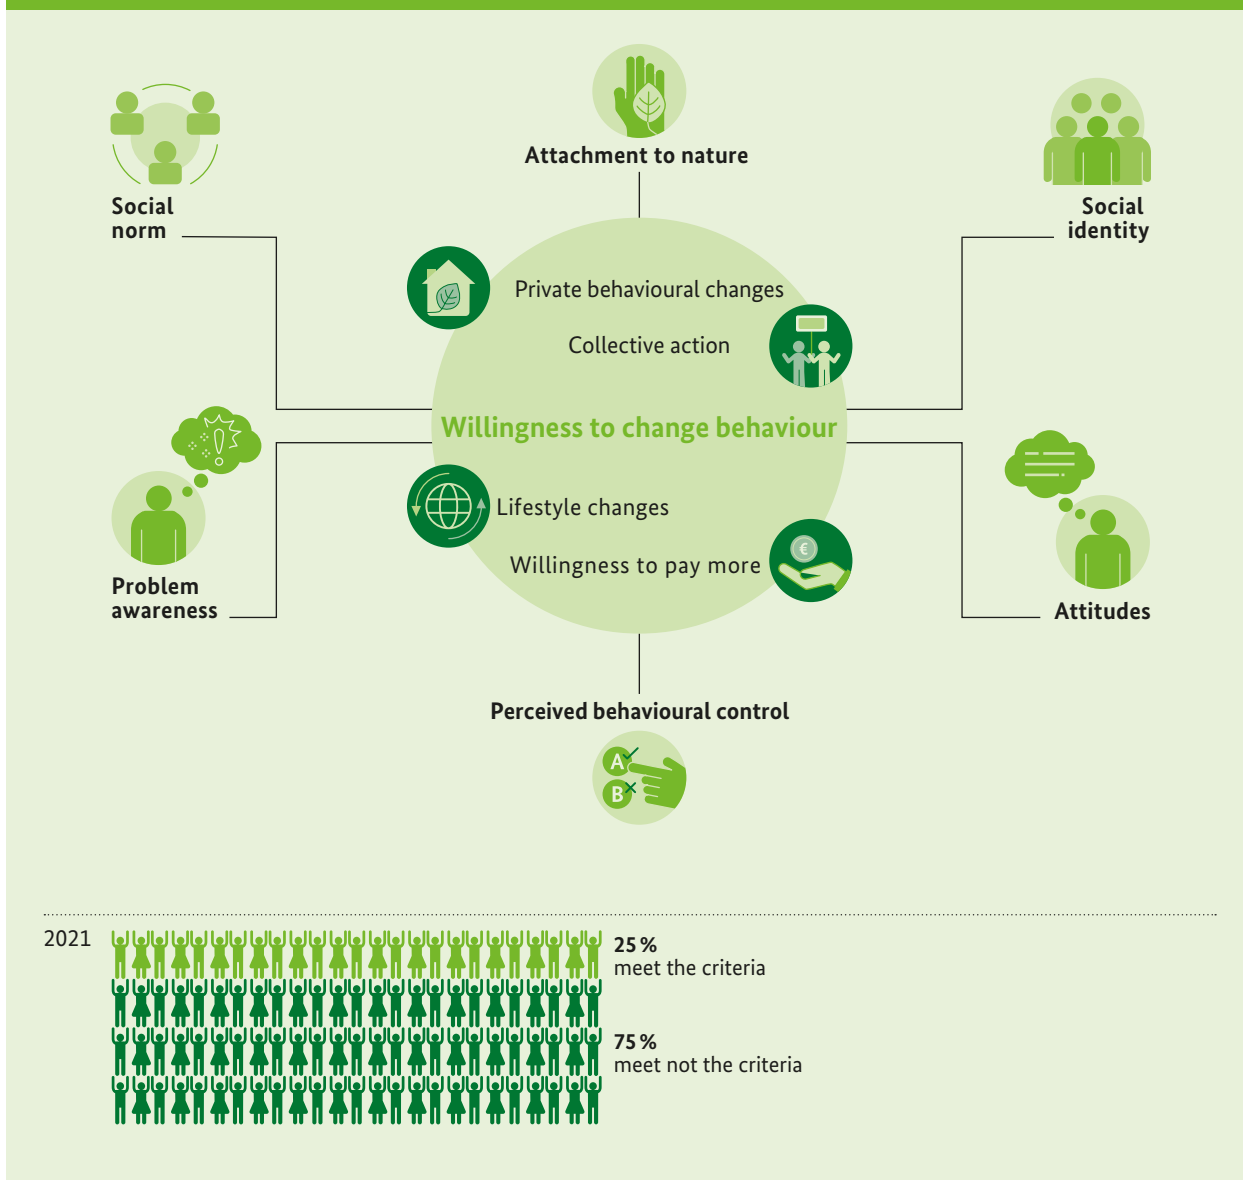 Attachment to nature
Social
norm
Social
identity
Private behavioural changes
Collective action
Willingness to change behaviour
Lifestyle changes
€
Willingness to pay more
Problem
awareness
Attitudes
Perceived behavioural control
A
B
2021
25 %
meet the criteria
75 %
meet not the criteria